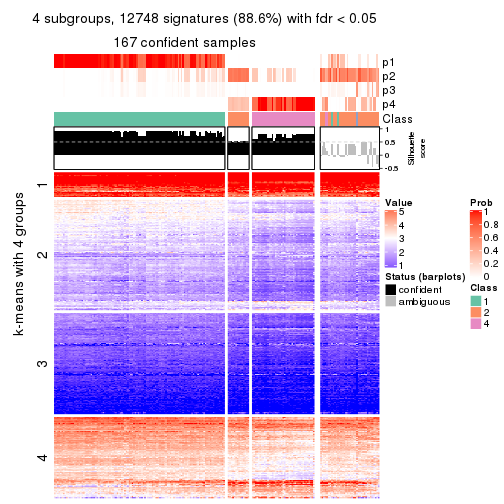 4 subgroups, 12748 signatures (88.6%) with fdr < 0.05
167 confident samples
p1
p2
p3
p4
Class
1
0.5
0
-0.5
Silhouette
score
k-means with 4 groups
1
2
3
4
Value
5
4
3
2
1
Status (barplots)
confident
ambiguous
Prob
1
0.8
0.6
0.4
0.2
0
Class
1
2
4